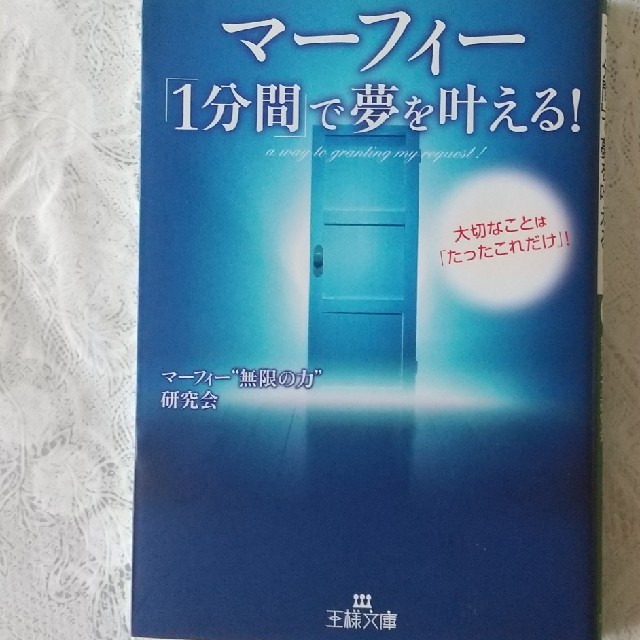 マーフィー
「1分間」で夢を叶える!
a way to granting my request!
大切なことは
「たったこれだけ」!
マーフィー“無限の力”
研究会
王様文庫